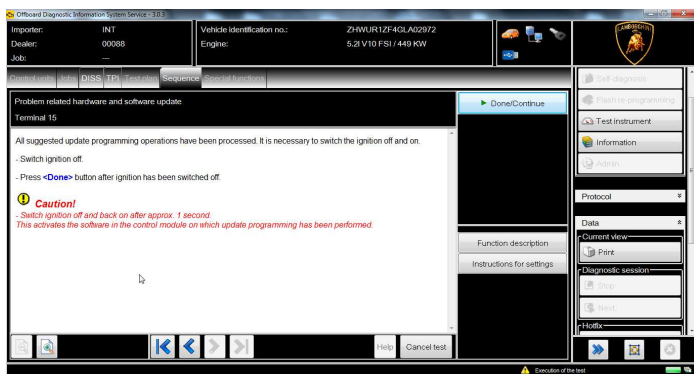 Offboard Diagnostic Information System Service - 3.0.3
Importer: INT
Dealer: 00088
Job: ---
Vehicle identification no.: ZHWUR1ZF4GLA02972
Engine: 5.2l V10 FSI / 449 KW
LAMBORGHINI
Control units Jobs DISS TPI Test plan Sequence Special functions
Problem related hardware and software update
Terminal 15
All suggested update programming operations have been processed. It is necessary to switch the ignition off and on.
- Switch ignition off.
- Press <Done> button after ignition has been switched off.
Caution!
- Switch ignition off and back on after approx. 1 second.
This activates the software in the control module on which update programming has been performed.
Done/Continue
Function description
Instructions for settings
Help
Cancel test
Self-diagnosis
Flash re-programming
Test instrument
Information
Admin
Protocol
Data
Current view
Print
Diagnostic session
Stop
Next
Hotfix
Execution of the test